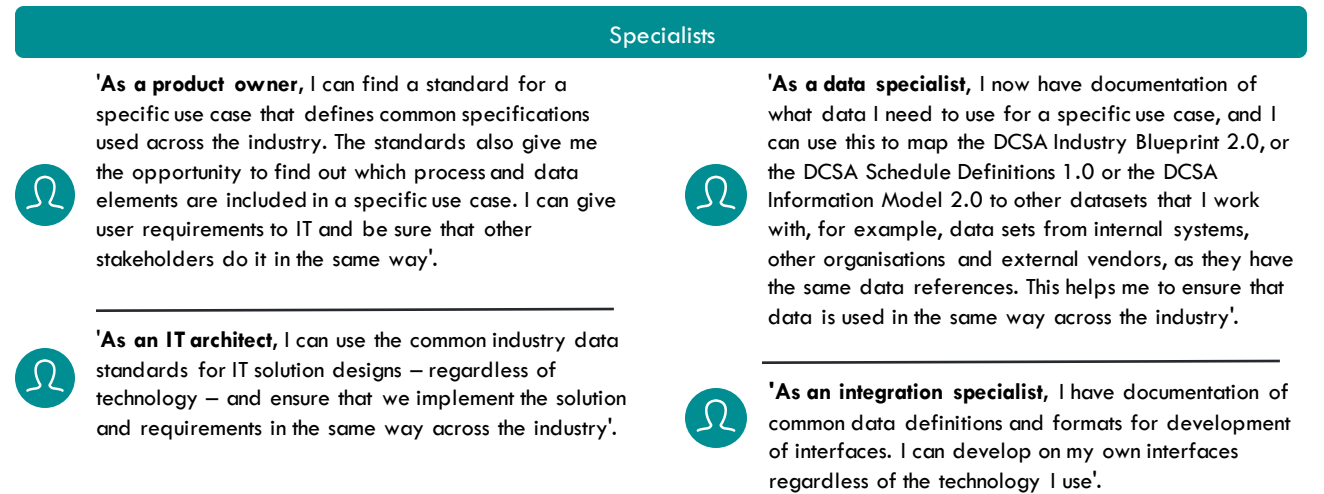 Specialists
'As a product owner, I can find a standard for a
specific use case that defines common specifications
used across the industry. The standards also give me
the opportunity to find out which process and data
elements are included in a specific use case. I can give
user requirements to IT and be sure that other
stakeholders do it in the same way'.
'As an IT architect, I can use the common industry data
standards for IT solution designs – regardless of
technology – and ensure that we implement the solution
and requirements in the same way across the industry'.
'As a data specialist, I now have documentation of
what data I need to use for a specific use case, and I
can use this to map the DCSA Industry Blueprint 2.0, or
the DCSA Schedule Definitions 1.0 or the DCSA
Information Model 2.0 to other datasets that I work
with, for example, data sets from internal systems,
other organisations and external vendors, as they have
the same data references. This helps me to ensure that
data is used in the same way across the industry'.
'As an integration specialist, I have documentation of
common data definitions and formats for development
of interfaces. I can develop on my own interfaces
regardless of the technology I use'.